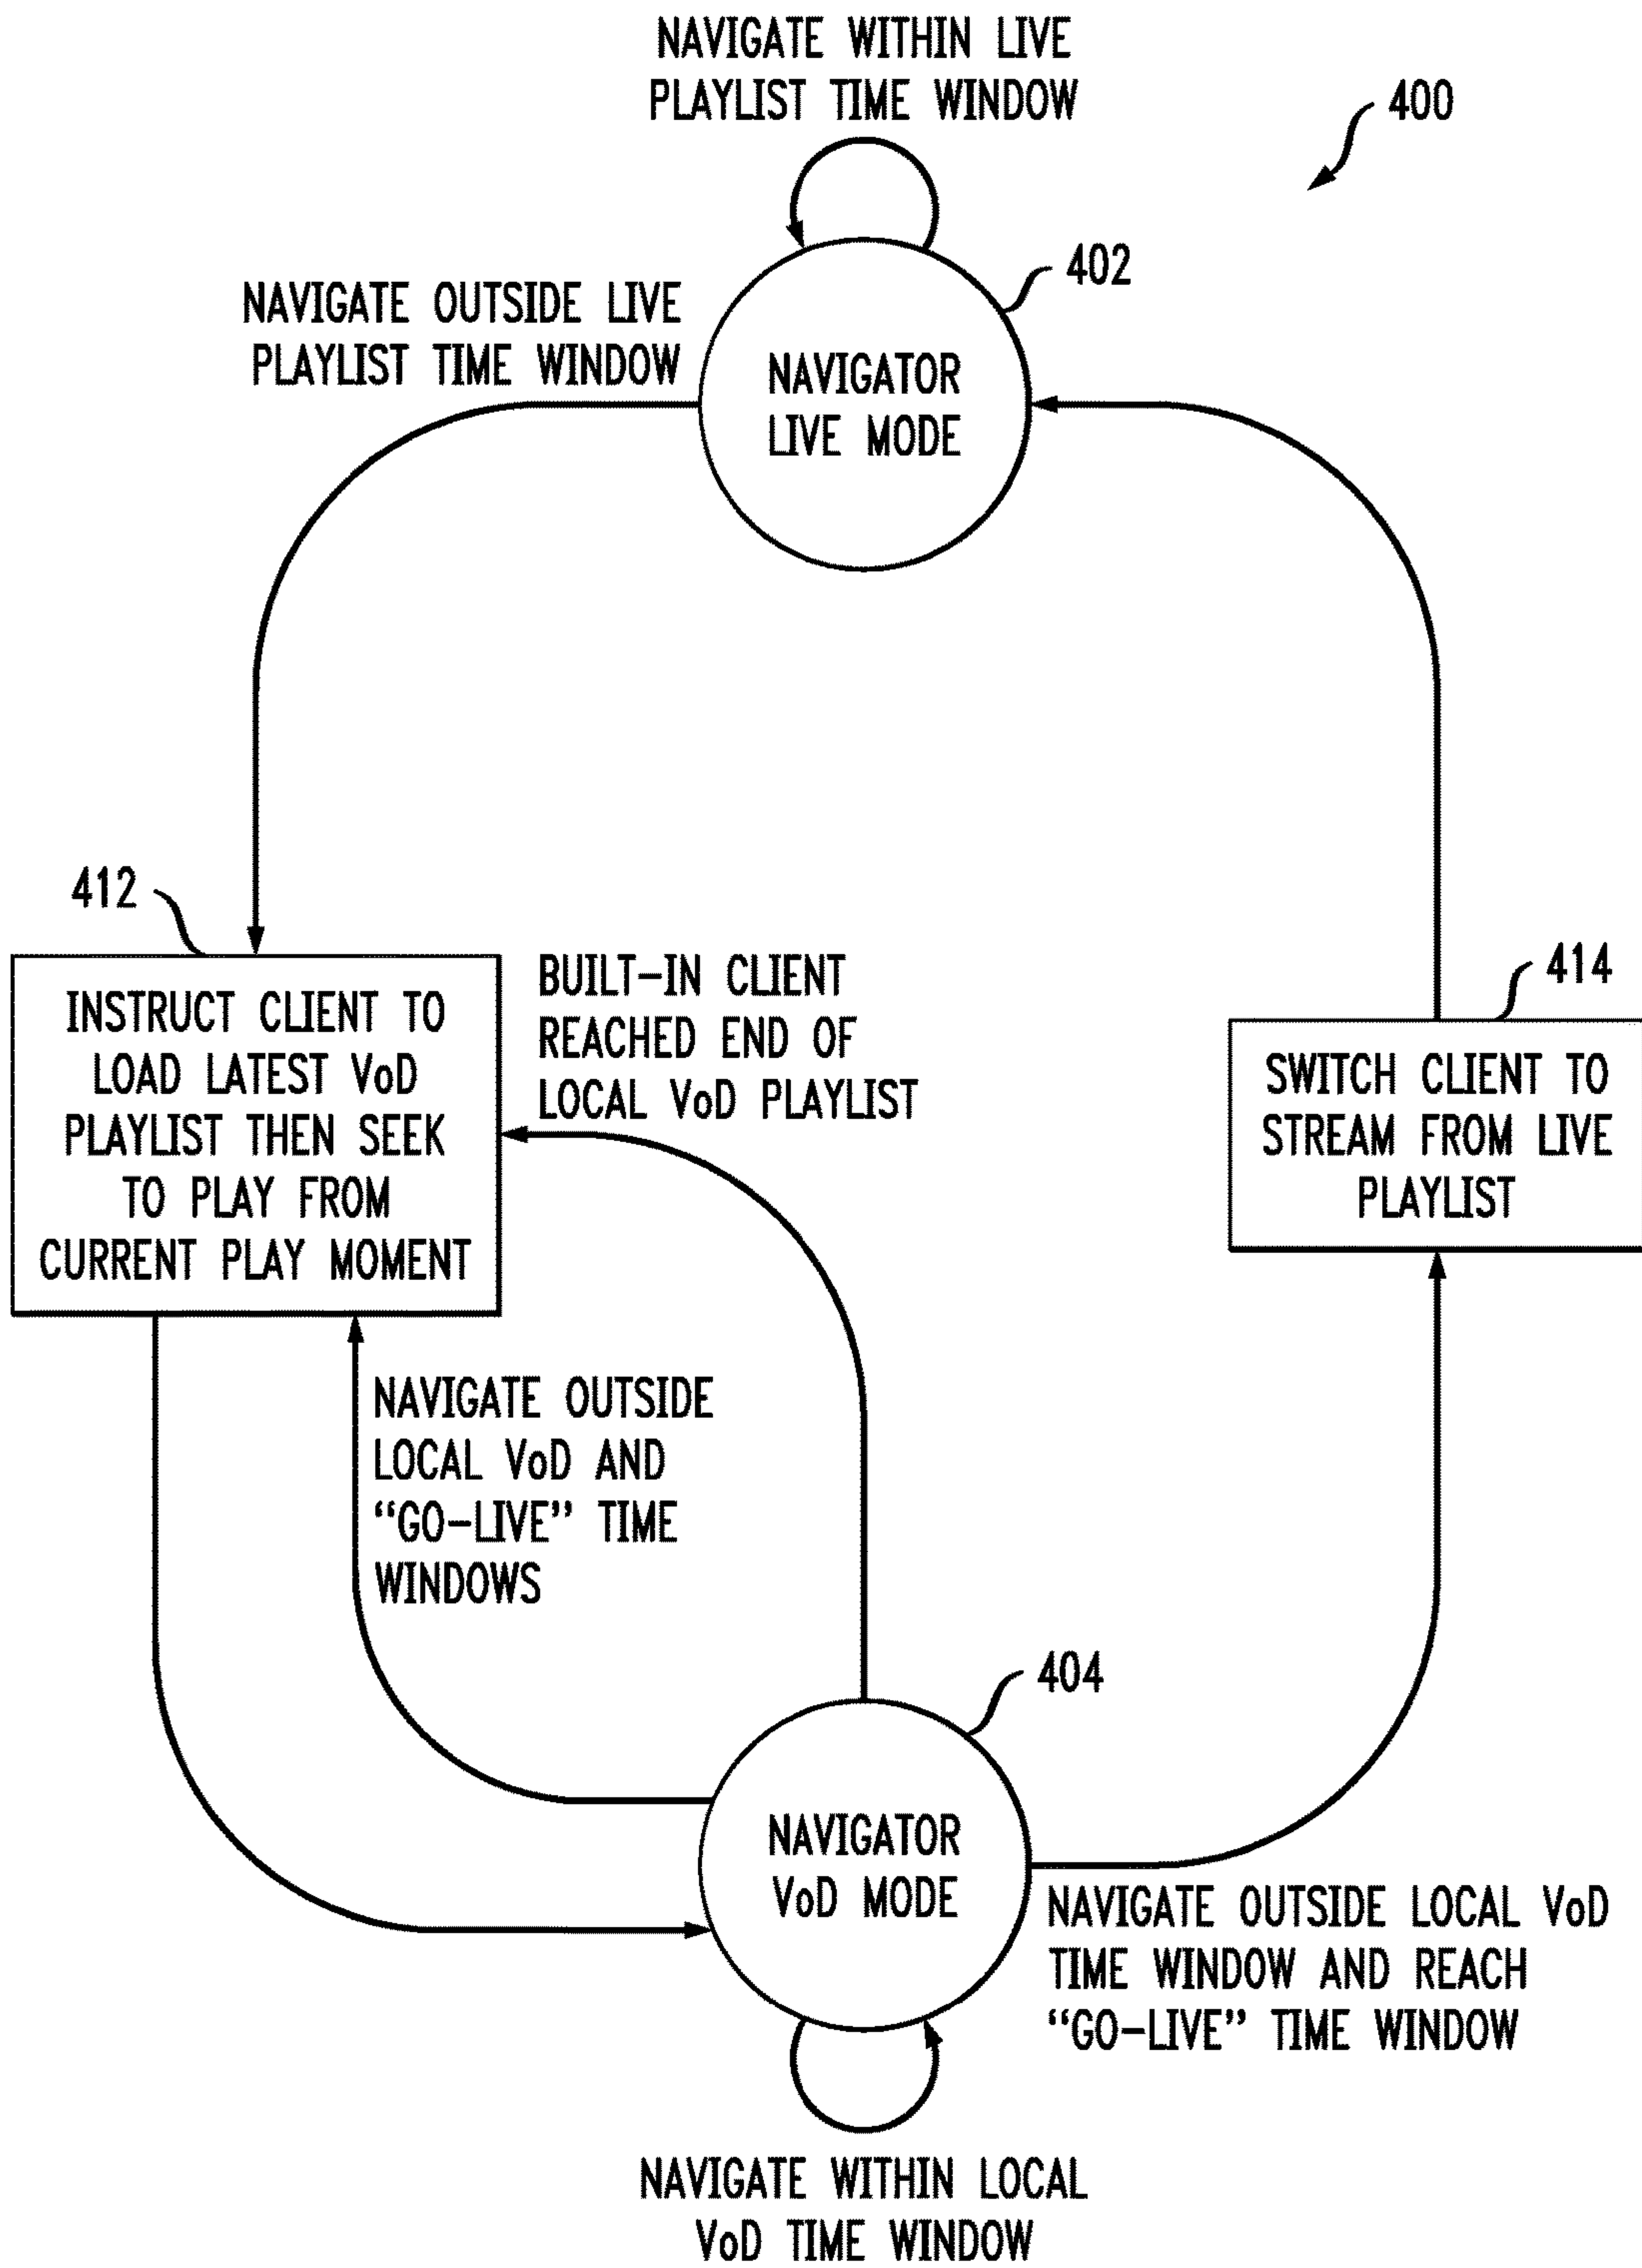 NAVIGATE WITHIN LIVE
PLAYLIST TIME WINDOW
400
402
NAVIGATE OUTSIDE LIVE
PLAYLIST TIME WINDOW
NAVIGATOR
LIVE MODE
412
INSTRUCT CLIENT TO
LOAD LATEST VoD
PLAYLIST THEN SEEK
TO PLAY FROM
CURRENT PLAY MOMENT
BUILT-IN CLIENT
REACHED END OF
LOCAL VoD PLAYLIST
414
SWITCH CLIENT TO
STREAM FROM LIVE
PLAYLIST
NAVIGATE OUTSIDE
LOCAL VoD AND
“GO-LIVE” TIME
WINDOWS
404
NAVIGATOR
VoD MODE
NAVIGATE OUTSIDE LOCAL VoD
TIME WINDOW AND REACH
“GO-LIVE” TIME WINDOW
NAVIGATE WITHIN LOCAL
VoD TIME WINDOW